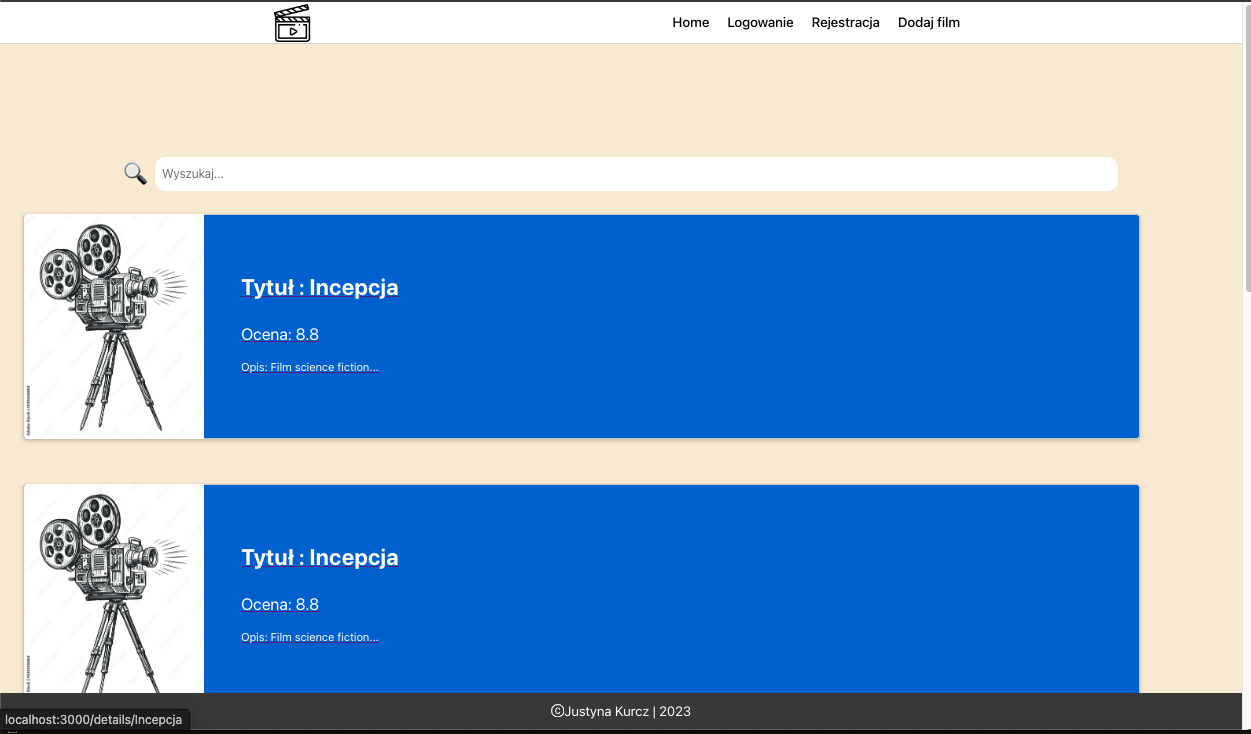 Home Logowanie Rejestracja Dodaj film
Wyszukaj...
Tytuł : Incepcja
Ocena: 8.8
Opis: Film science fiction...
Tytuł : Incepcja
Ocena: 8.8
Opis: Film science fiction...
©Justyna Kurcz | 2023
localhost:3000/details/Incepcja